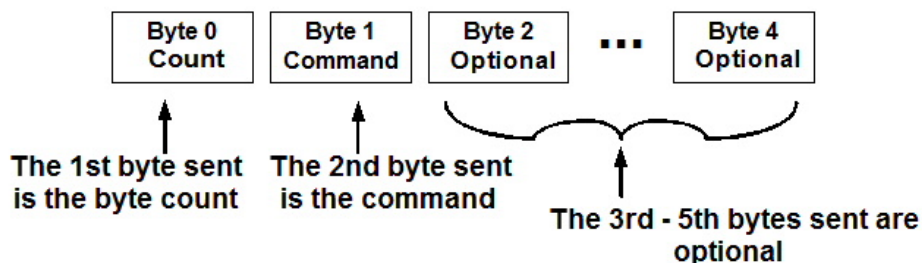 Byte 0
Count
Byte 1
Command
Byte 2
Optional
...
Byte 4
Optional
The 1st byte sent
is the byte count
The 2nd byte sent
is the command
The 3rd - 5th bytes sent are
optional